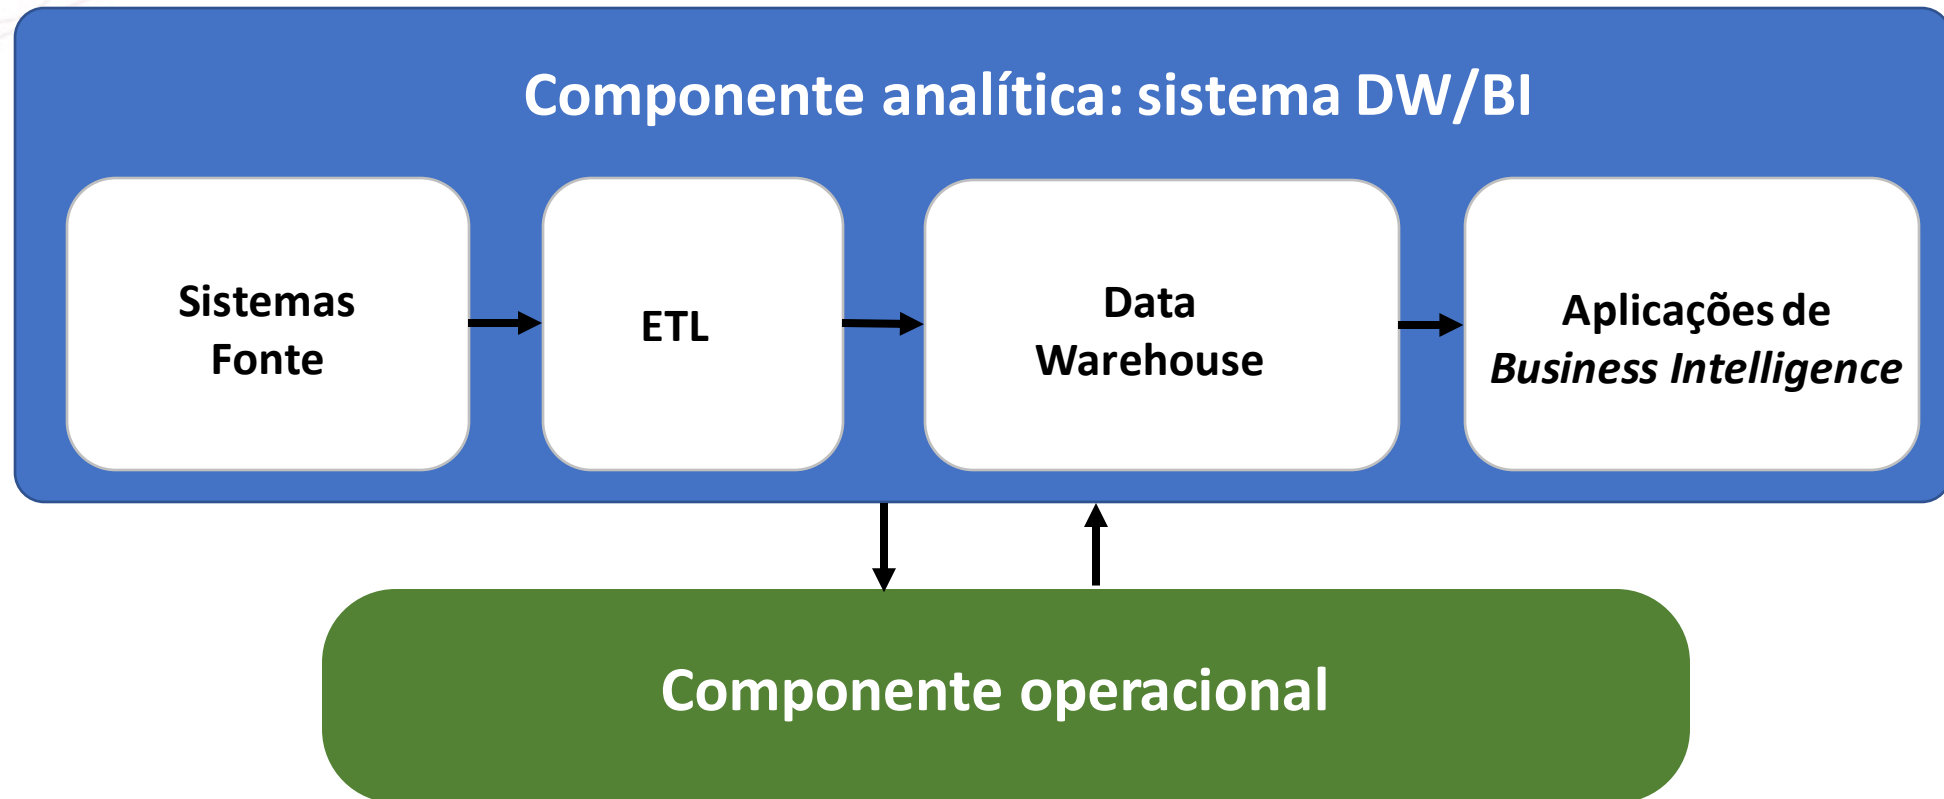 Componente analítica: sistema DW/BI
Sistemas
Fonte
ETL
Data
Warehouse
Aplicações de
Business Intelligence
Componente operacional